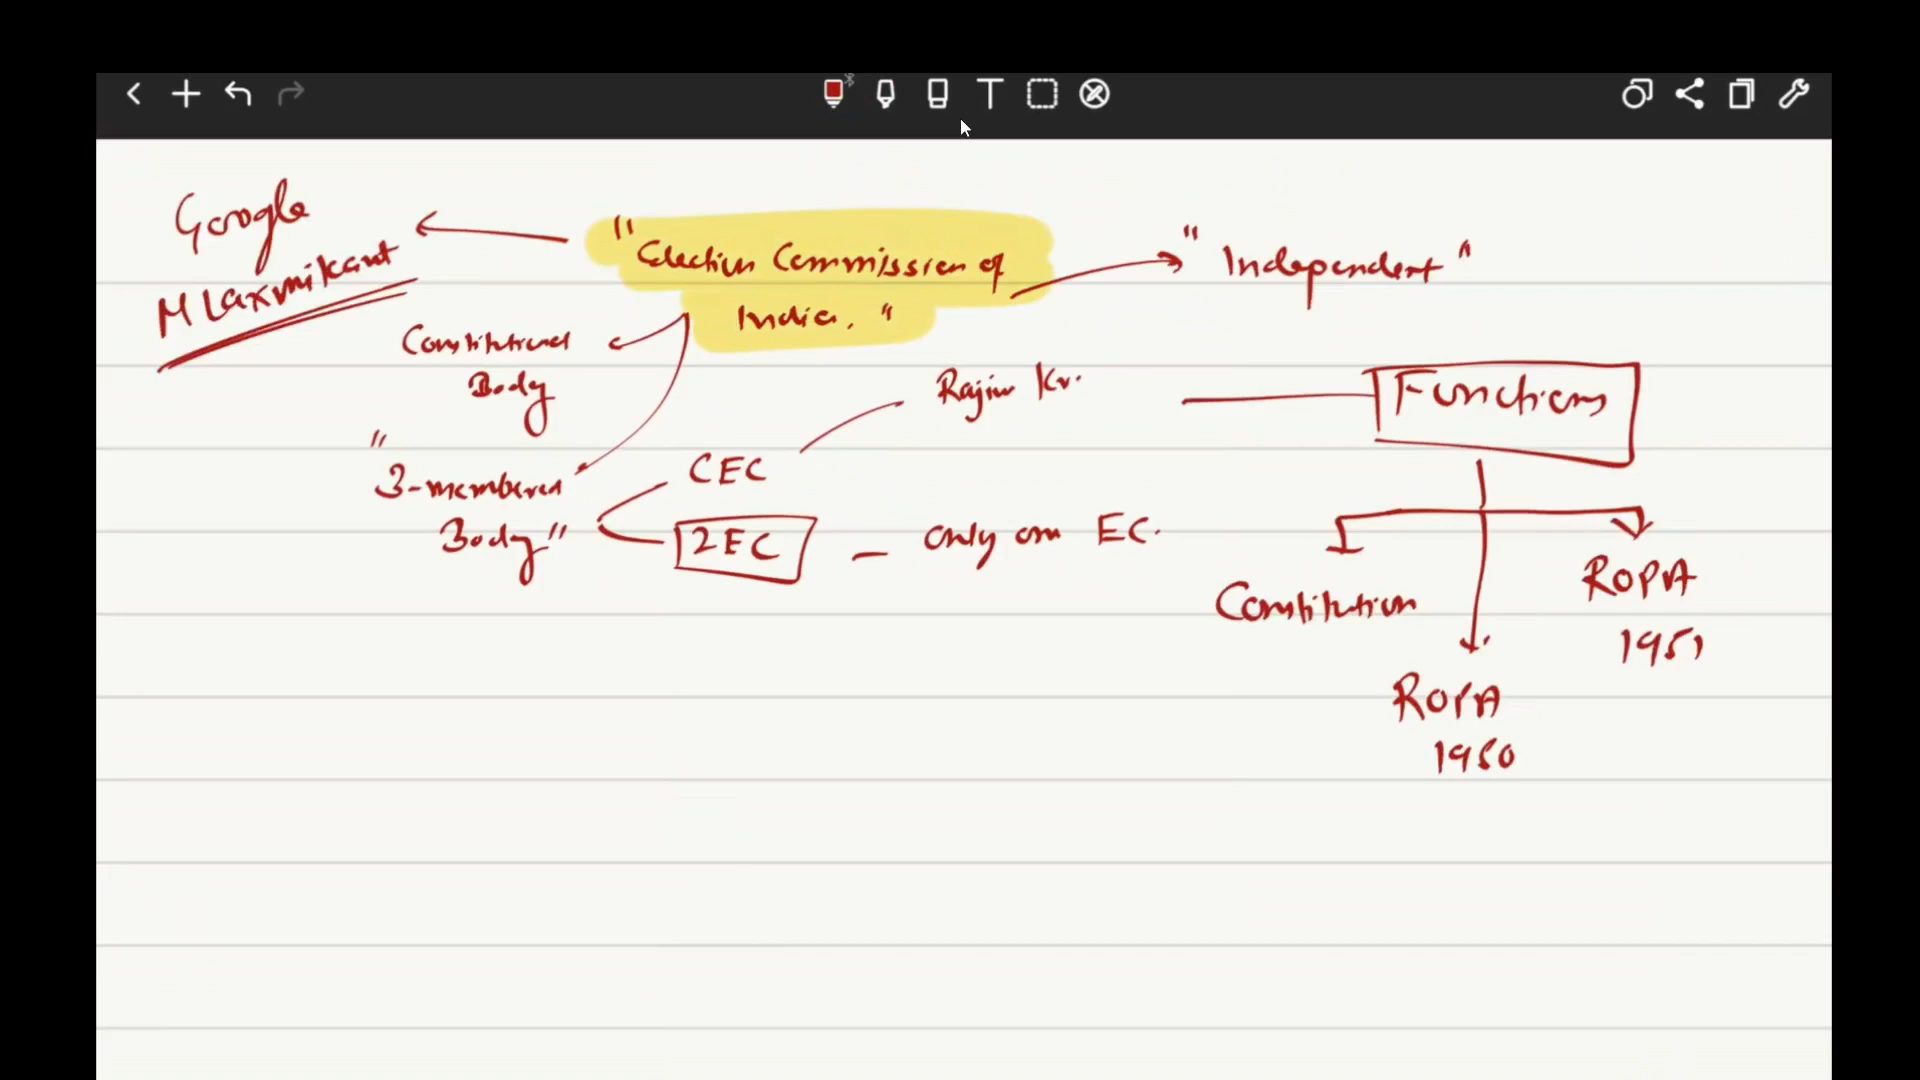 Google
M Laxmikant
"Election Commission of
India."
"Independent"
Constitutional
Body
Rajiv Kr.
Functions
"3-membered
Body"
CEC
2EC - only one EC.
Constitution
ROPA
1951
ROPA
1950